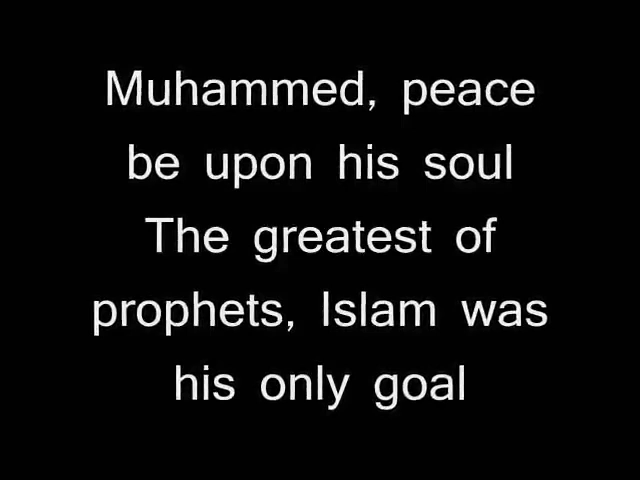 Muhammed, peace
be upon his soul
The greatest of
prophets, Islam was
his only goal